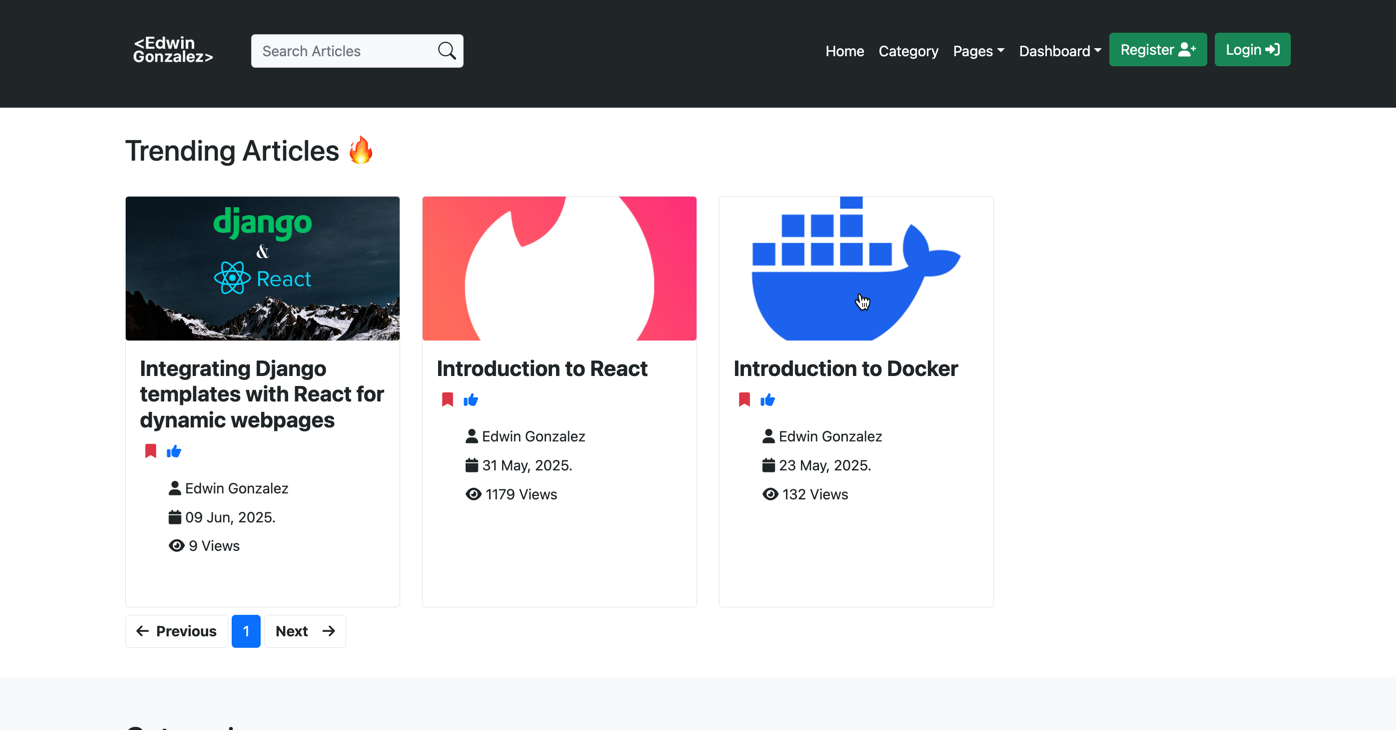 <Edwin
Gonzalez>
Search Articles
Home Category Pages Dashboard Register Login
Trending Articles 🔥
django
&
React
Integrating Django
templates with React for
dynamic webpages
Edwin Gonzalez
09 Jun, 2025.
9 Views
Introduction to React
Edwin Gonzalez
31 May, 2025.
1179 Views
Introduction to Docker
Edwin Gonzalez
23 May, 2025.
132 Views
← Previous 1 Next →